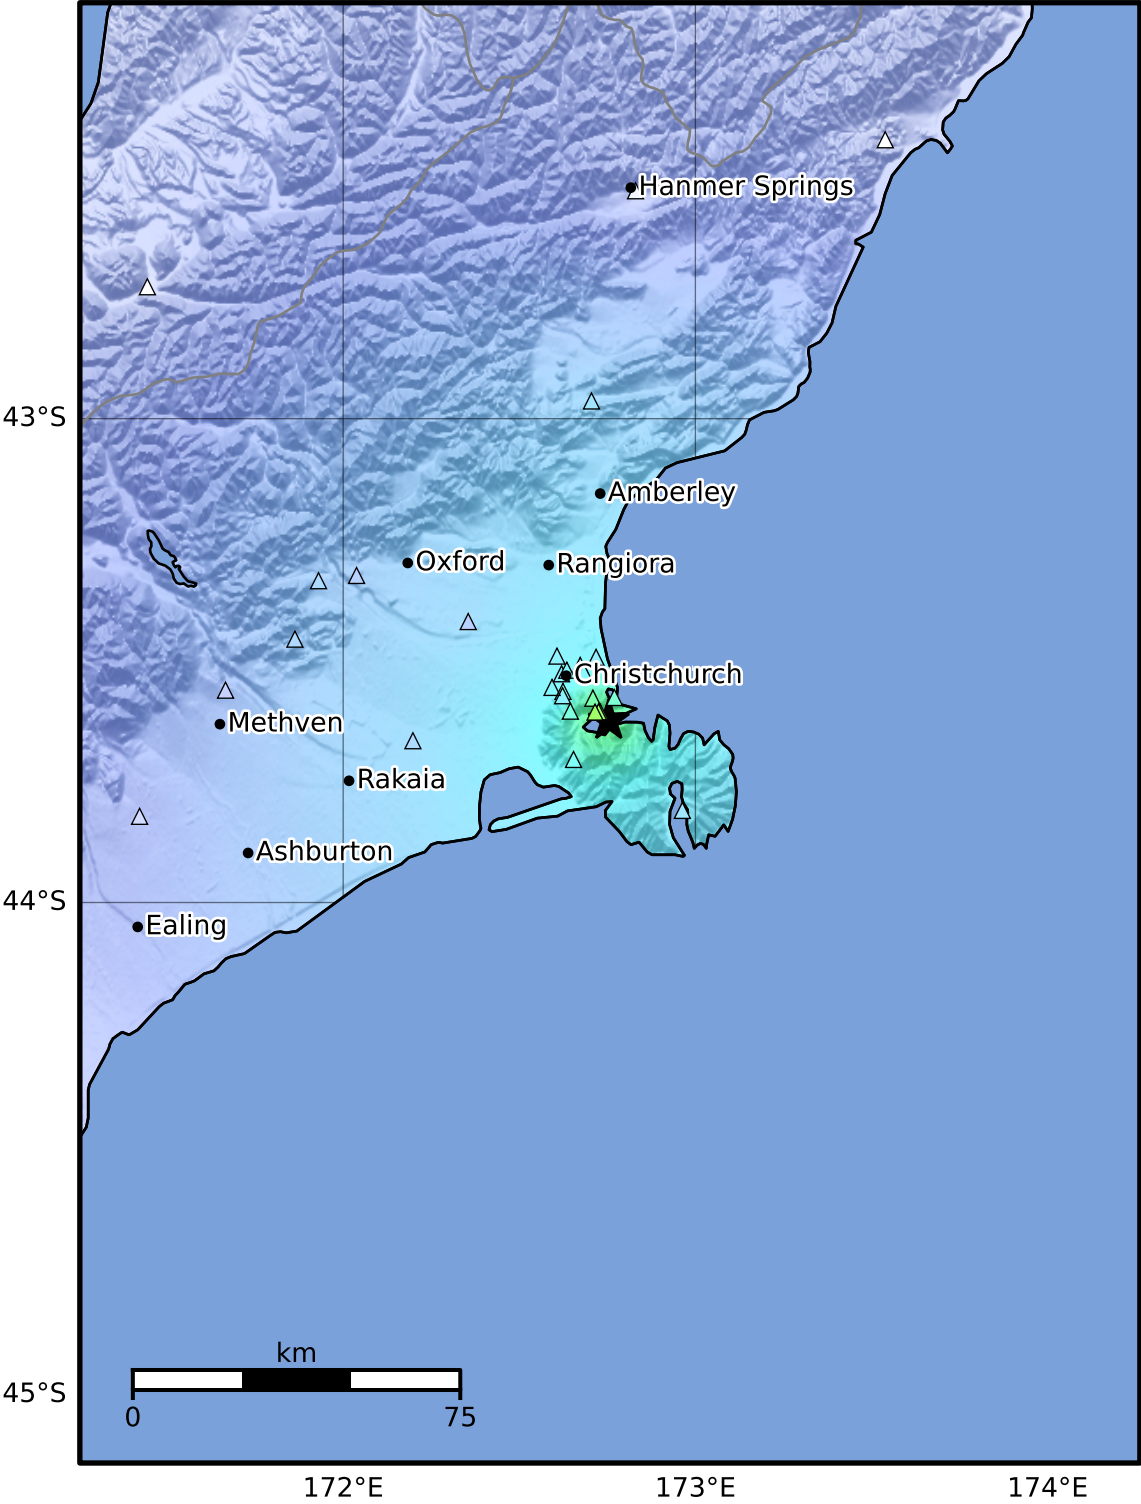 Hanmer Springs
43°S
Amberley
Oxford
Rangiora
Christchurch
Methven
Rakaia
Ashburton
44°S
Ealing
km
45°S
0
75
172°E
173°E
174°E